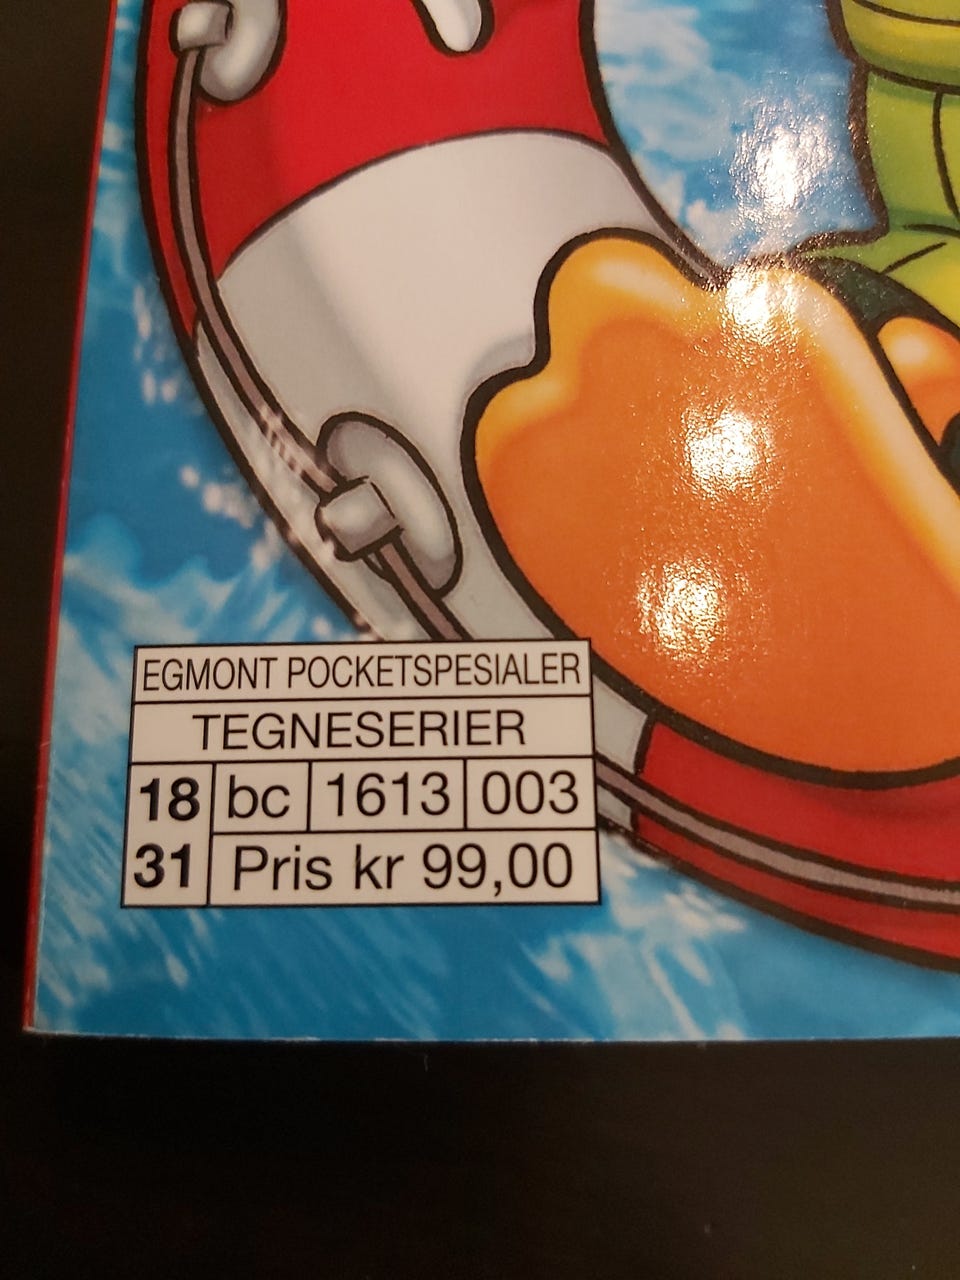 EGMONT POCKETSPESIALER
TEGNESERIER
18 bc 1613 003
31 Pris kr 99,00